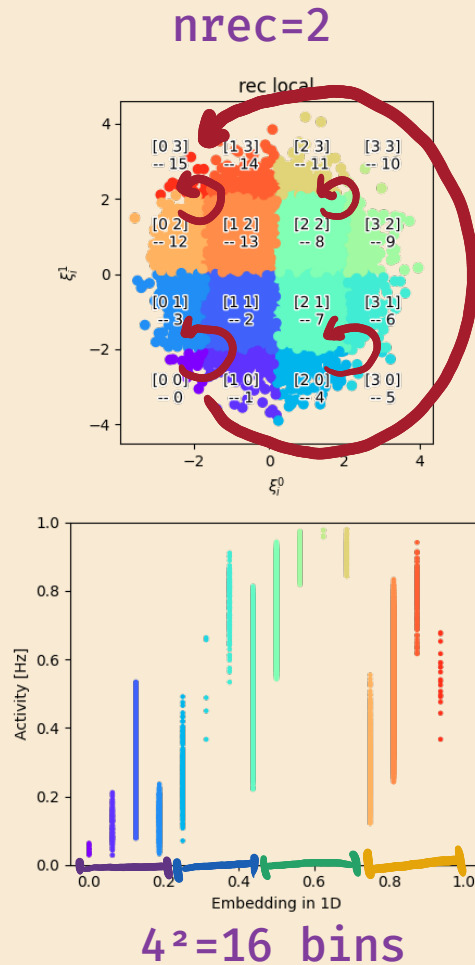 nrec=2
rec local
4
[0 3] [1 3] [2 3] [3 3]
-- 15 -- 14 -- 11 -- 10
2
[0 2] [1 2] [2 2] [3 2]
-- 12 -- 13 -- 8 -- 9
0
ξᵢ¹
[0 1] [1 1] [2 1] [3 1]
-- 3 -- 2 -- 7 -- 6
−2
[0 0] [1 0] [2 0] [3 0]
-- 0 -- 1 -- 4 -- 5
−4
−2 0 2 4
ξᵢ⁰
1.0
0.8
0.6
Activity [Hz]
0.4
0.2
0.0
0.0 0.2 0.4 0.6 0.8 1.0
Embedding in 1D
4²=16 bins